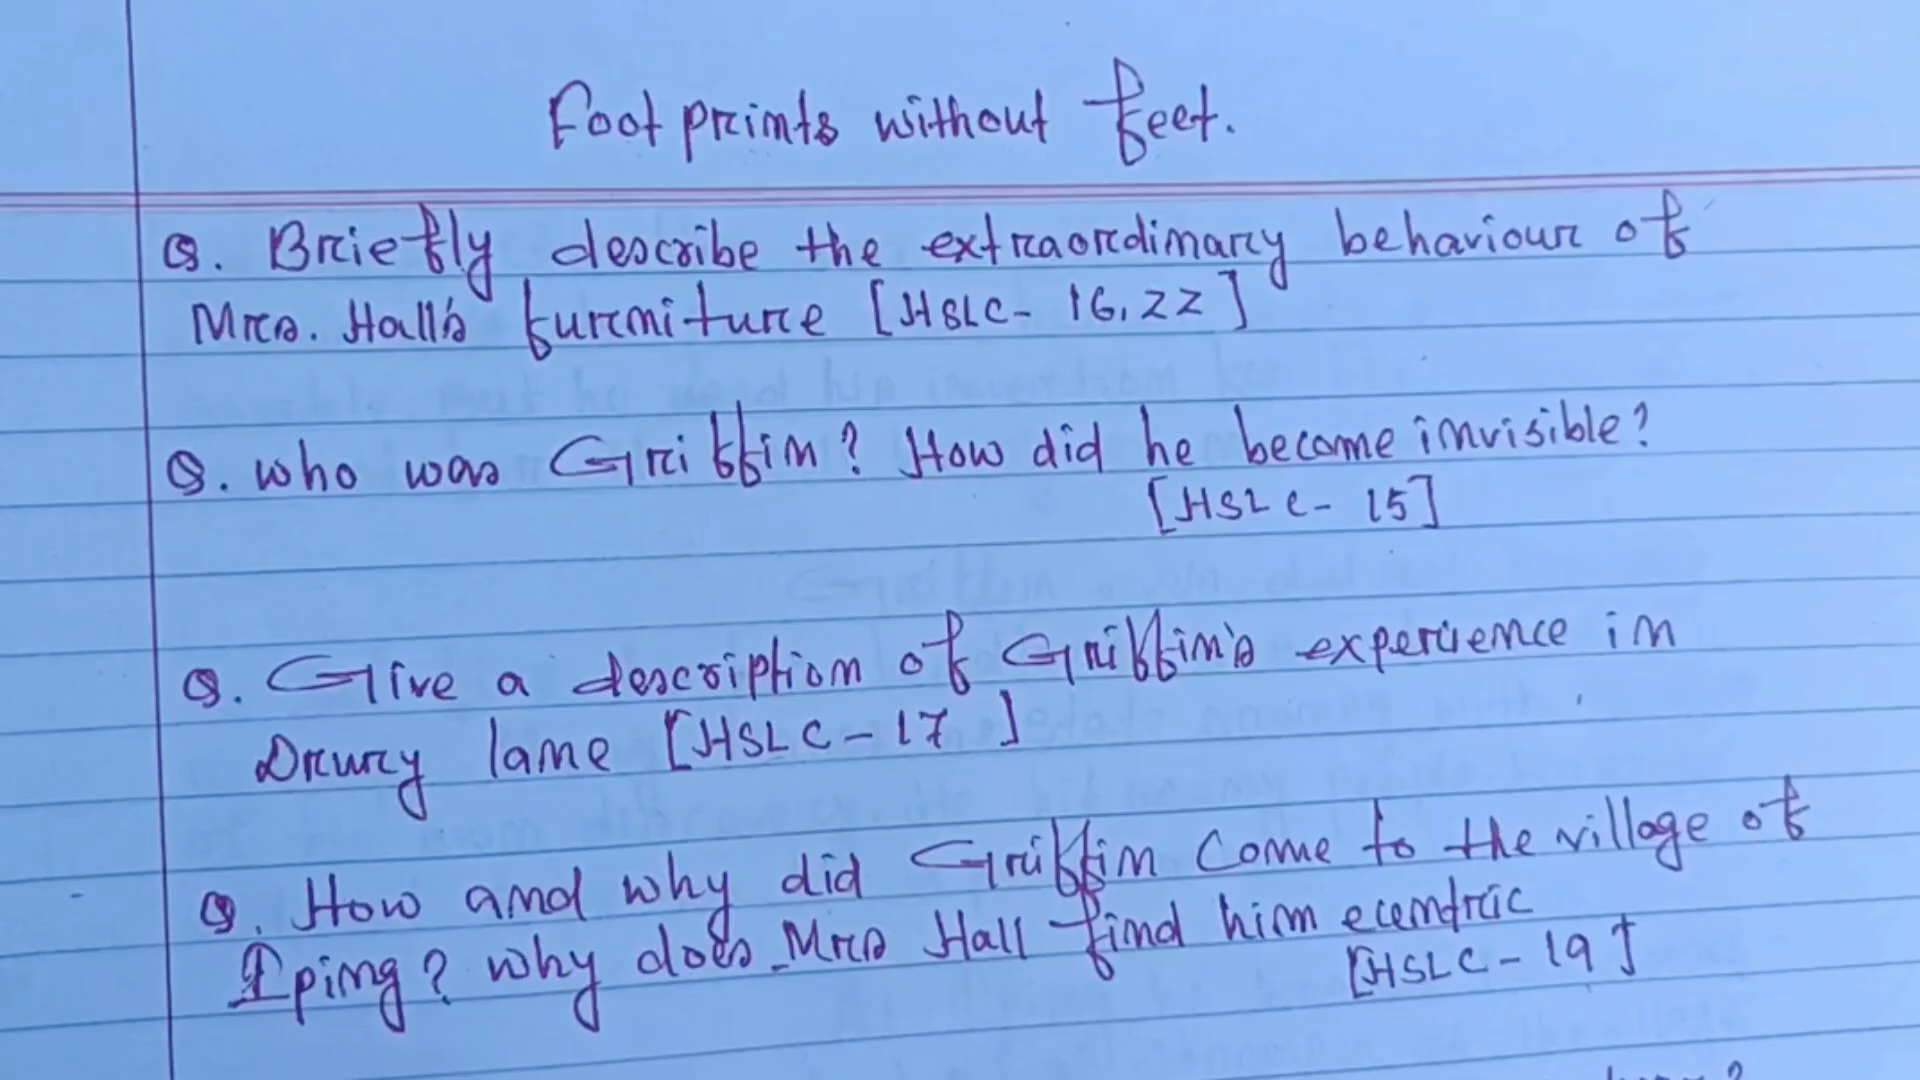 Foot prints without feet.
Q. Briefly describe the extraordinary behaviour of
Mrs. Hall's furniture [HSLC- 16, 22]
Q. who was Griffin? How did he become invisible?
[HSLC- 15]
Q. Give a description of Griffin's experience in
Drury lane [HSLC-17]
Q. How and why did Griffin Come to the village of
Iping? why does Mrs Hall find him ecentric
[HSLC-19]